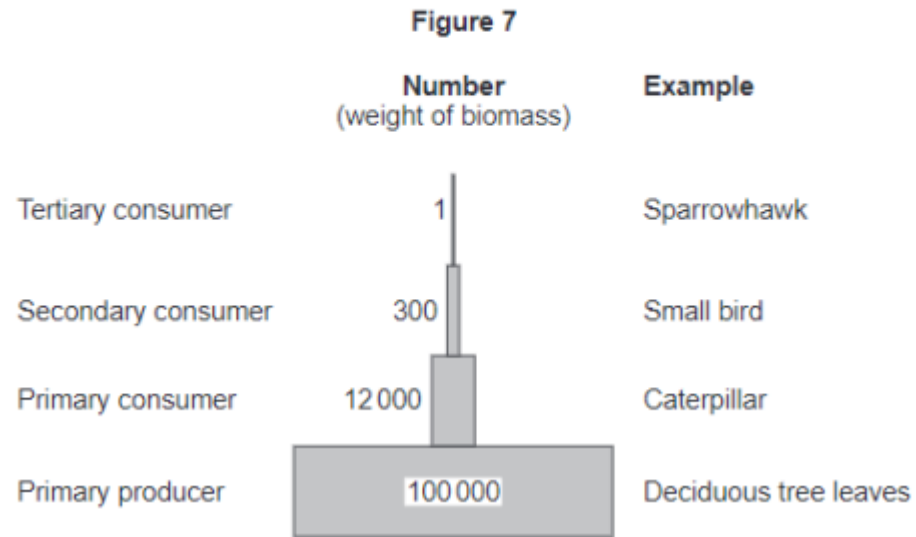 Figure 7
Number Example
(weight of biomass)
Tertiary consumer 1 Sparrowhawk
Secondary consumer 300 Small bird
Primary consumer 12 000 Caterpillar
Primary producer 100 000 Deciduous tree leaves